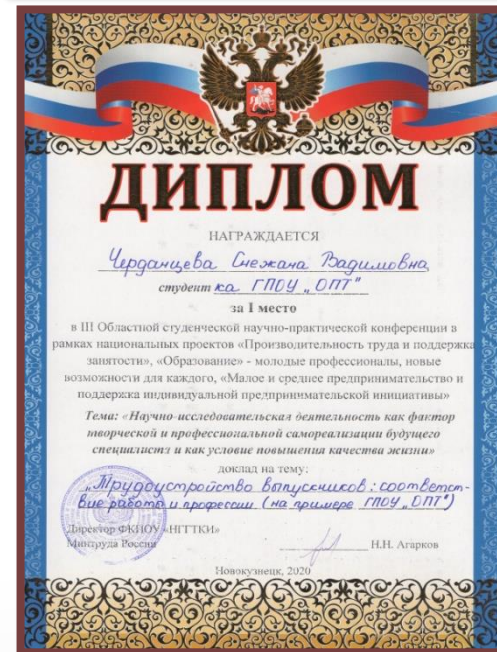 ДИПЛОМ
НАГРАЖДАЕТСЯ
Черданцева Снежана Вадимовна
студент ка ГПОУ „ОПТ"
за I место
в III Областной студенческой научно-практической конференции в
рамках национальных проектов «Производительность труда и поддержка
занятости», «Образование» - молодые профессионалы, новые
возможности для каждого, «Малое и среднее предпринимательство и
поддержка индивидуальной предпринимательской инициативы»
Тема: «Научно-исследовательская деятельность как фактор
творческой и профессиональной самореализации будущего
специалиста и как условие повышения качества жизни»
доклад на тему:
„Трудоустройство выпускников: соответст-
вие работы и профессии (на примере ГПОУ „ОПТ")
Директор ФКПОУ «НГГТКИ»
Минтруда России
Н.Н. Агарков
Новокузнецк, 2020